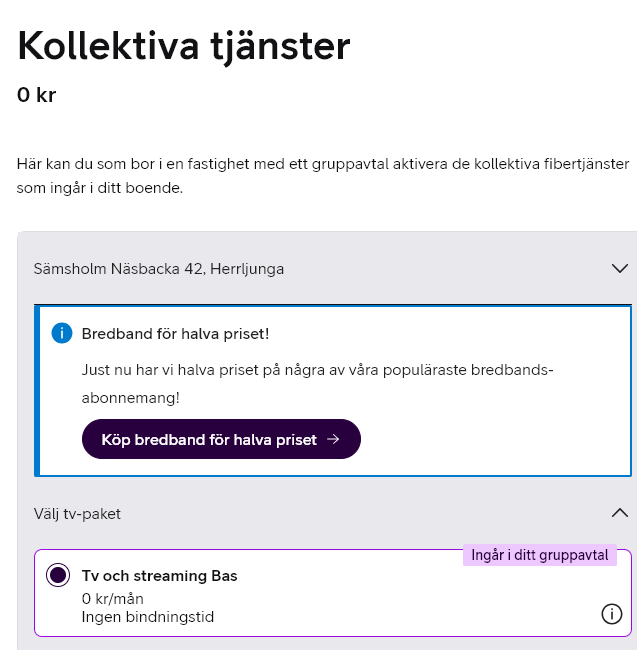 Kollektiva tjänster
0 kr
Här kan du som bor i en fastighet med ett gruppavtal aktivera de kollektiva fibertjänster
som ingår i ditt boende.
Sämsholm Näsbacka 42, Herrljunga
Bredband för halva priset!
Just nu har vi halva priset på några av våra populäraste bredbands-
abonnemang!
Köp bredband för halva priset
Välj tv-paket
Ingår i ditt gruppavtal
Tv och streaming Bas
0 kr/mån
Ingen bindningstid